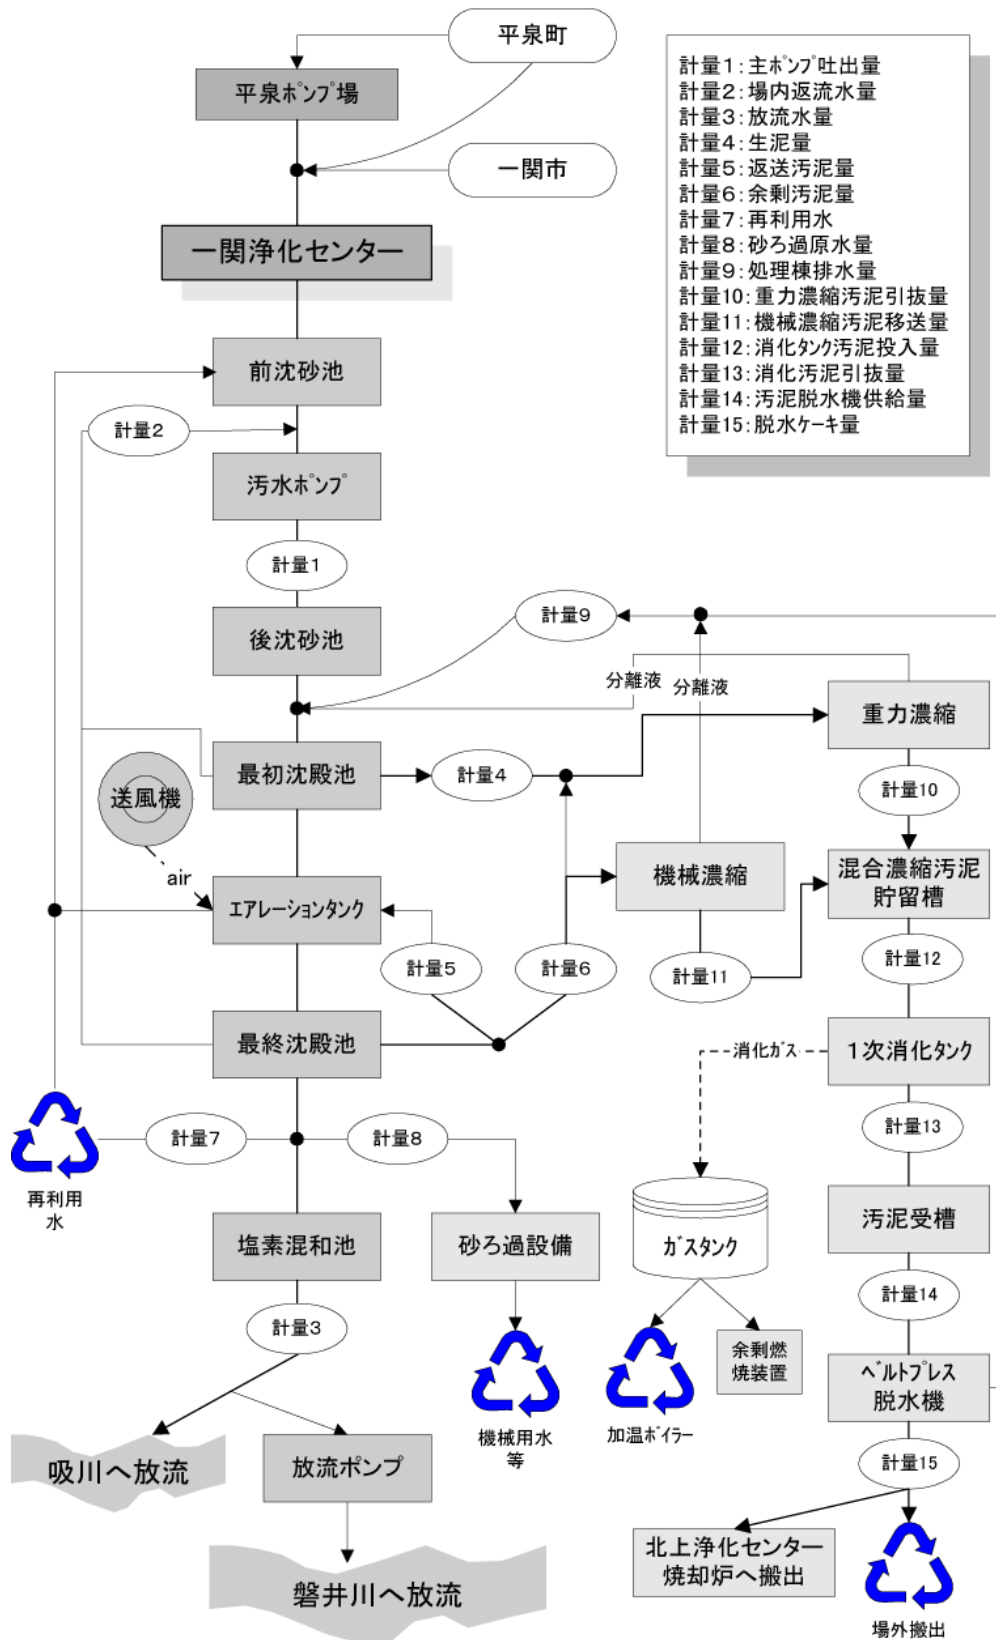 平泉町
平泉ﾎﾟﾝﾌﾟ場
一関市
一関浄化センター
計量1：主ﾎﾟﾝﾌﾟ吐出量
計量2：場内返流水量
計量3：放流水量
計量4：生泥量
計量5：返送汚泥量
計量6：余剰汚泥量
計量7：再利用水
計量8：砂ろ過原水量
計量9：処理棟排水量
計量10：重力濃縮汚泥引抜量
計量11：機械濃縮汚泥移送量
計量12：消化ﾀﾝｸ汚泥投入量
計量13：消化汚泥引抜量
計量14：汚泥脱水機供給量
計量15：脱水ケーキ量
前沈砂池
計量2
汚水ﾎﾟﾝﾌﾟ
計量1
後沈砂池
計量9
分離液
分離液
重力濃縮
最初沈殿池
計量4
計量10
送風機
air
機械濃縮
混合濃縮汚泥
貯留槽
エアレーションタンク
計量5
計量6
計量11
計量12
最終沈殿池
消化ｶﾞｽ
1次消化ﾀﾝｸ
計量7
計量8
計量13
再利用
水
塩素混和池
砂ろ過設備
ｶﾞｽﾀﾝｸ
汚泥受槽
計量3
計量14
機械用水
等
加温ﾎﾞｲﾗｰ
余剰燃
焼装置
ﾍﾞﾙﾄﾌﾟﾚｽ
脱水機
吸川へ放流
放流ポンプ
計量15
磐井川へ放流
北上浄化センター
焼却炉へ搬出
場外搬出